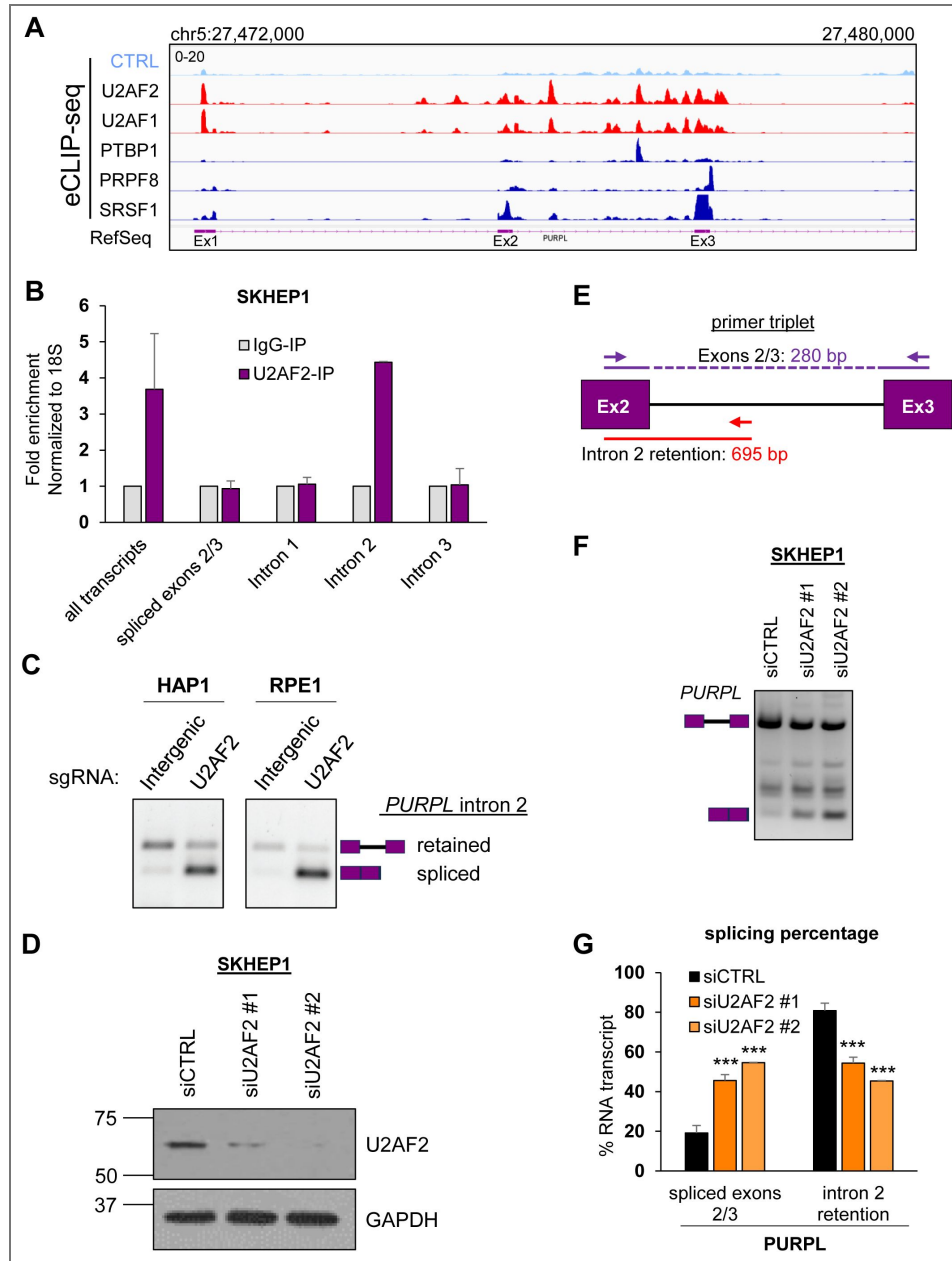 A
chr5:27,472,000 27,480,000
eCLIP-seq
0-20
CTRL
U2AF2
U2AF1
PTBP1
PRPF8
SRSF1
RefSeq
Ex1 Ex2 PURPL Ex3
B
SKHEP1
Fold enrichment
Normalized to 18S
6
5
4
3
2
1
0
IgG-IP
U2AF2-IP
all transcripts
spliced exons 2/3
Intron 1
Intron 2
Intron 3
C
HAP1 RPE1
sgRNA: Intergenic U2AF2 Intergenic U2AF2
PURPL intron 2
retained
spliced
D
SKHEP1
siCTRL
siU2AF2 #1
siU2AF2 #2
75
50
37
U2AF2
GAPDH
E
primer triplet
Exons 2/3: 280 bp
Ex2 Ex3
Intron 2 retention: 695 bp
F
SKHEP1
siCTRL
siU2AF2 #1
siU2AF2 #2
PURPL
G
splicing percentage
% RNA transcript
100
80
60
40
20
0
siCTRL
siU2AF2 #1
siU2AF2 #2
*** ***
***
***
spliced exons
2/3
intron 2
retention
PURPL